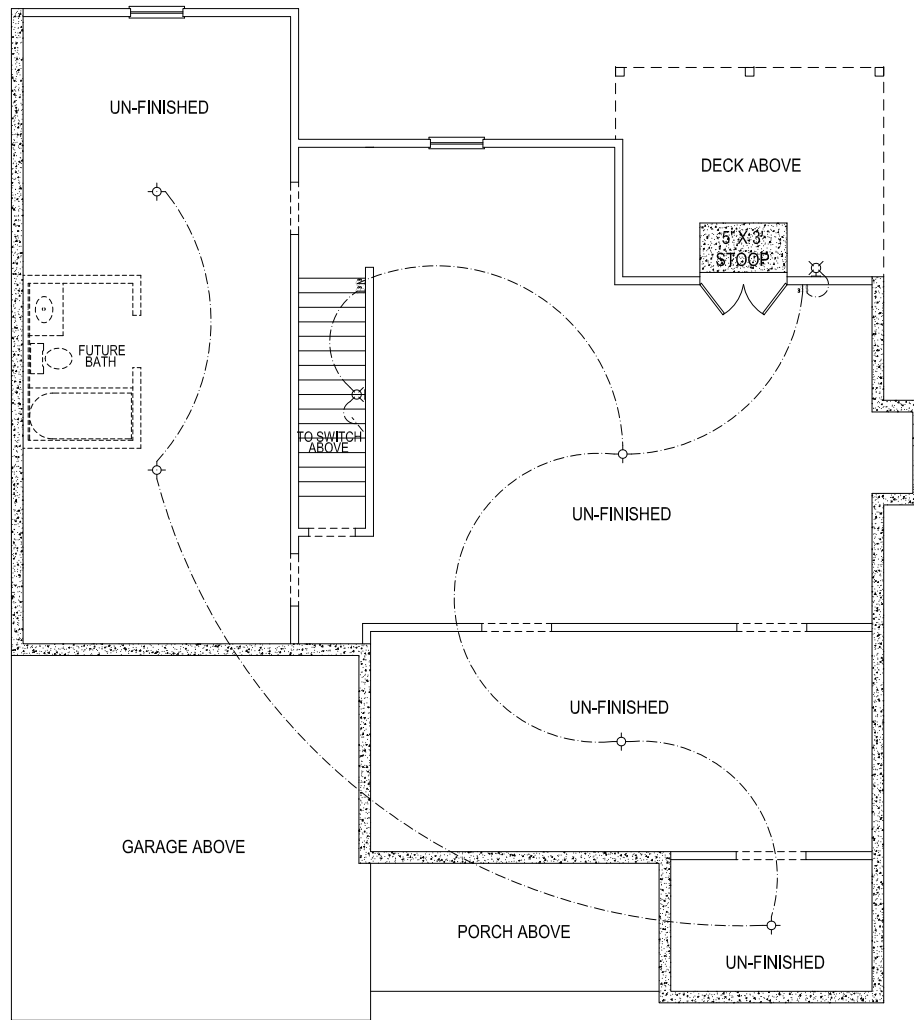 UN-FINISHED
DECK ABOVE
5' X 3'
STOOP
FUTURE
BATH
TO SWITCH
ABOVE
UN-FINISHED
UN-FINISHED
GARAGE ABOVE
PORCH ABOVE
UN-FINISHED